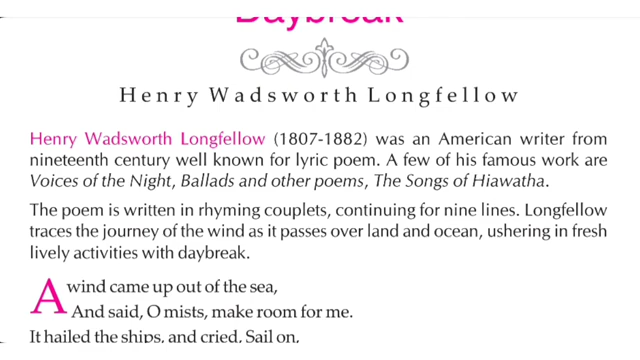 Daybreak
Henry Wadsworth Longfellow
Henry Wadsworth Longfellow (1807-1882) was an American writer from
nineteenth century well known for lyric poem. A few of his famous work are
Voices of the Night, Ballads and other poems, The Songs of Hiawatha.
The poem is written in rhyming couplets, continuing for nine lines. Longfellow
traces the journey of the wind as it passes over land and ocean, ushering in fresh
lively activities with daybreak.
A wind came up out of the sea,
And said, O mists, make room for me.
It hailed the ships, and cried, Sail on,